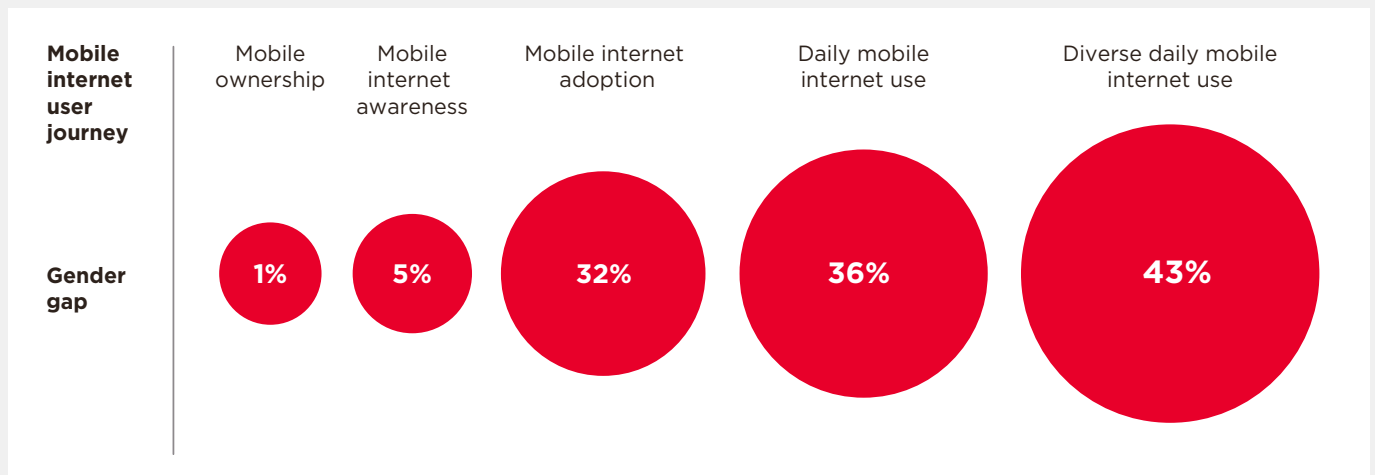 Mobile
internet
user
journey
Mobile
ownership
Mobile
internet
awareness
Mobile internet
adoption
Daily mobile
internet use
Diverse daily mobile
internet use
Gender
gap
1%
5%
32%
36%
43%